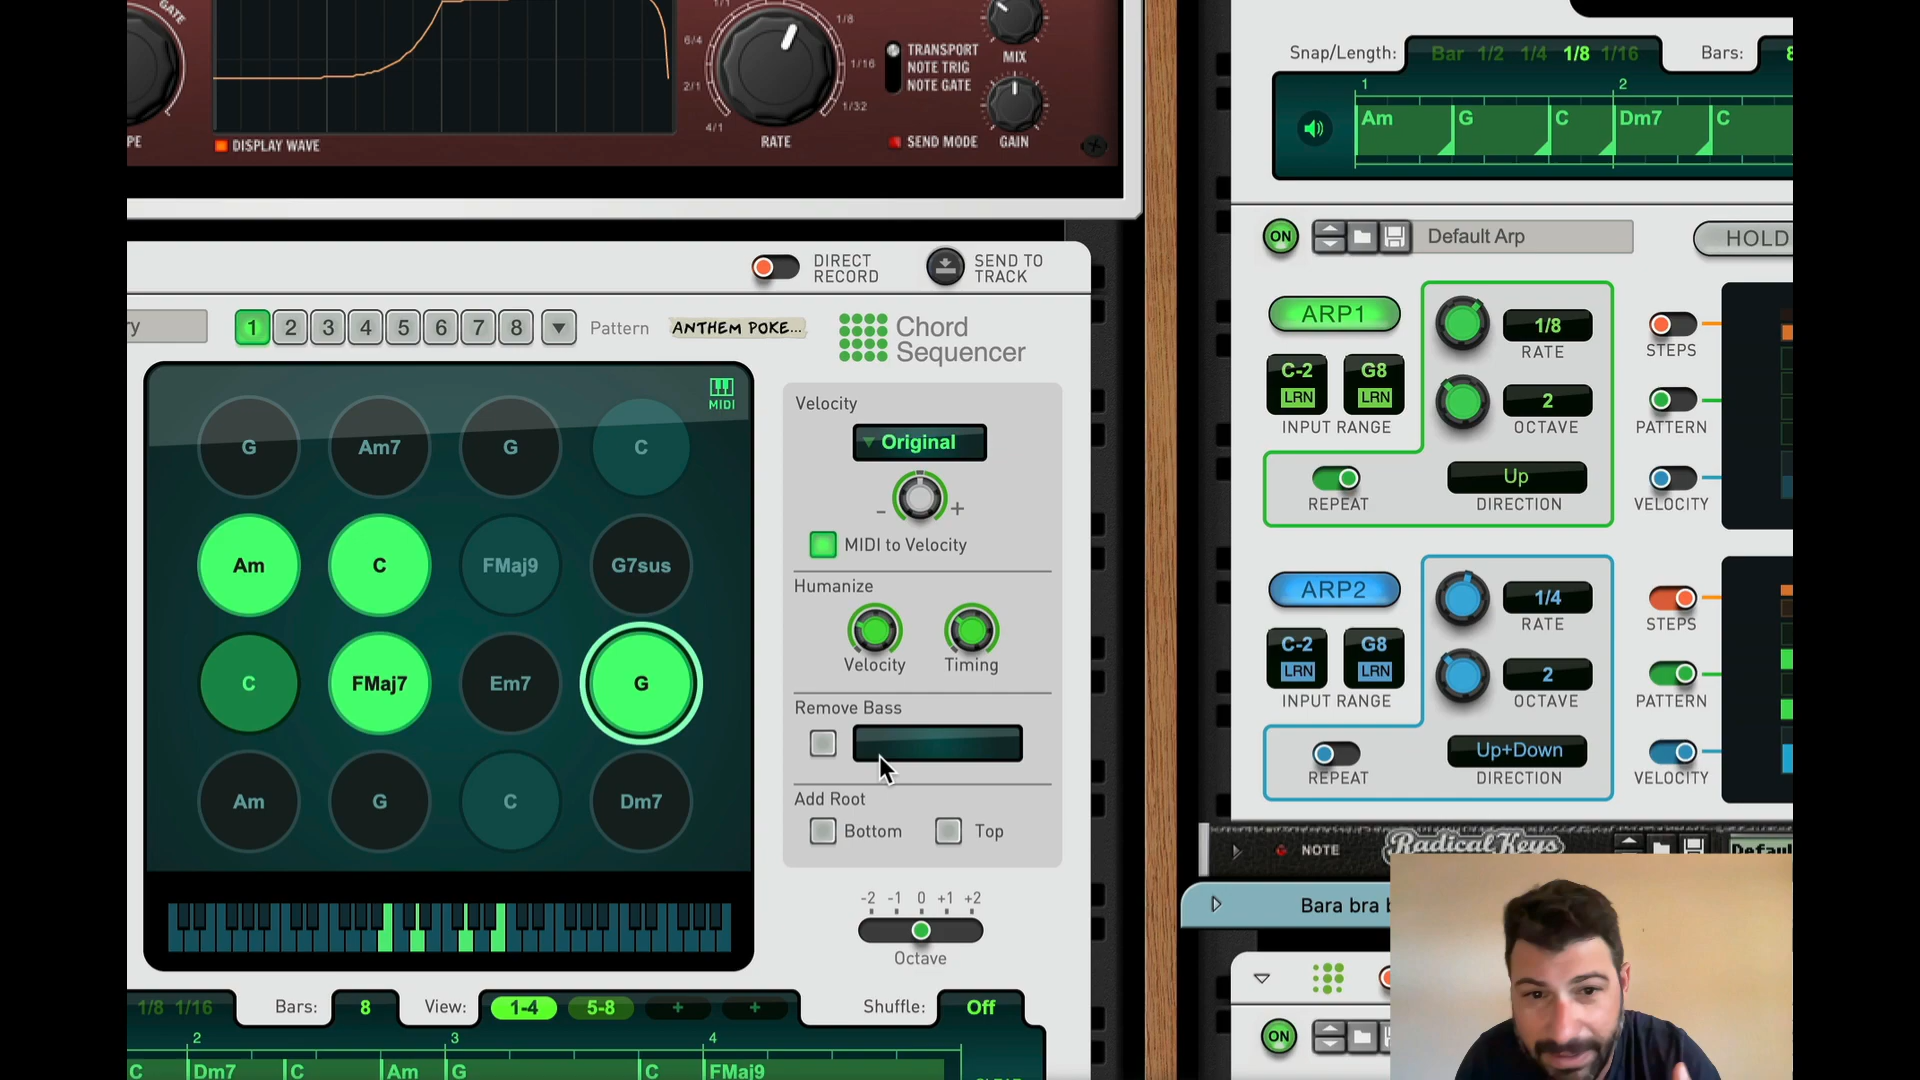 GATE
1/1
1/8
6/4
1/16
2/1
1/32
4/1
RATE
TRANSPORT
NOTE TRIG
NOTE GATE
MIX
SEND MODE
GAIN
DISPLAY WAVE
PE
DIRECT RECORD
SEND TO TRACK
ry
1 2 3 4 5 6 7 8
Pattern
ANTHEM POKE...
Chord
Sequencer
MIDI
G Am7 G C
Am C FMaj9 G7sus
C FMaj7 Em7 G
Am G C Dm7
Velocity
Original
- +
MIDI to Velocity
Humanize
Velocity Timing
Remove Bass
Add Root
Bottom Top
-2 -1 0 +1 +2
Octave
1/8 1/16 Bars: 8 View: 1-4 5-8 + + Shuffle: Off
2 3 4
C Dm7 C Am G C FMaj9
Snap/Length: Bar 1/2 1/4 1/8 1/16 Bars: 8
1 2
Am G C Dm7 C
ON
Default Arp
HOLD
ARP1
1/8
RATE
STEPS
C-2 G8
LRN LRN
INPUT RANGE
2
OCTAVE
PATTERN
REPEAT
Up
DIRECTION
VELOCITY
ARP2
1/4
RATE
STEPS
C-2 G8
LRN LRN
INPUT RANGE
2
OCTAVE
PATTERN
REPEAT
Up+Down
DIRECTION
VELOCITY
NOTE
Radical Keys
Defau
Bara bra b
ON